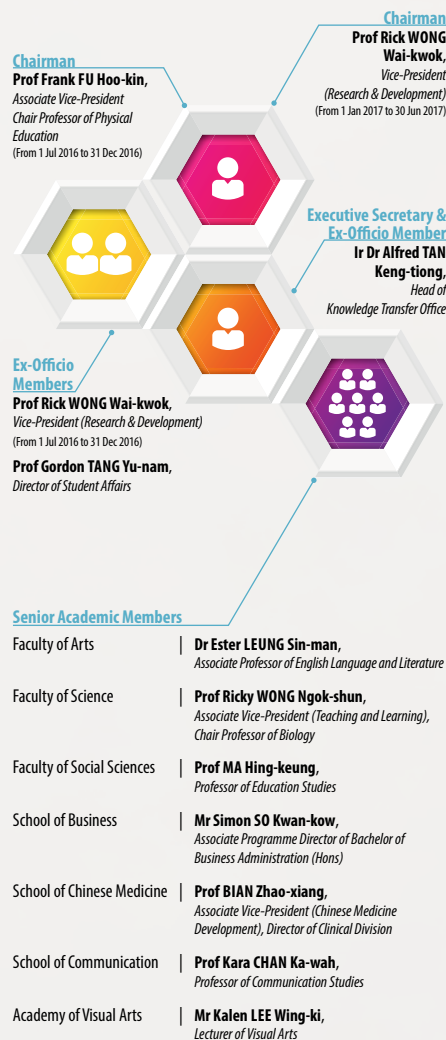 Chairman
Prof Rick WONG
Wai-kwok,
Vice-President
(Research & Development)
(From 1 Jan 2017 to 30 Jun 2017)
Chairman
Prof Frank FU Hoo-kin,
Associate Vice-President
Chair Professor of Physical
Education
(From 1 Jul 2016 to 31 Dec 2016)
Executive Secretary &
Ex-Officio Member
Ir Dr Alfred TAN
Keng-tiong,
Head of
Knowledge Transfer Office
Ex-Officio
Members
Prof Rick WONG Wai-kwok,
Vice-President (Research & Development)
(From 1 Jul 2016 to 31 Dec 2016)
Prof Gordon TANG Yu-nam,
Director of Student Affairs
Senior Academic Members
Faculty of Arts | Dr Ester LEUNG Sin-man,
Associate Professor of English Language and Literature
Faculty of Science | Prof Ricky WONG Ngok-shun,
Associate Vice-President (Teaching and Learning),
Chair Professor of Biology
Faculty of Social Sciences | Prof MA Hing-keung,
Professor of Education Studies
School of Business | Mr Simon SO Kwan-kow,
Associate Programme Director of Bachelor of
Business Administration (Hons)
School of Chinese Medicine | Prof BIAN Zhao-xiang,
Associate Vice-President (Chinese Medicine
Development), Director of Clinical Division
School of Communication | Prof Kara CHAN Ka-wah,
Professor of Communication Studies
Academy of Visual Arts | Mr Kalen LEE Wing-ki,
Lecturer of Visual Arts